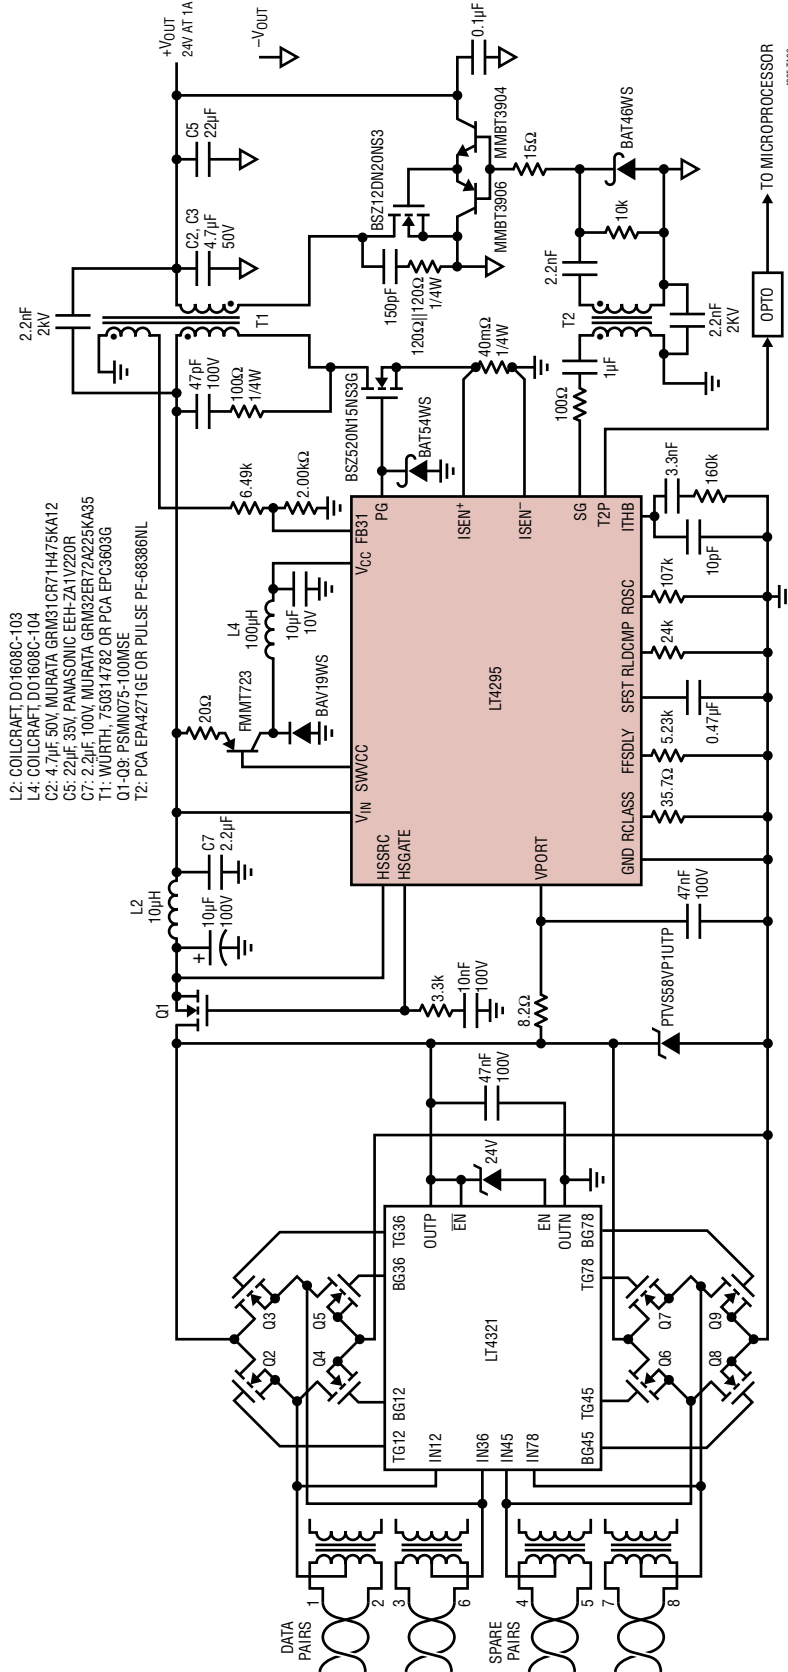 L2: COILCRAFT, DO1608C-103
L4: COILCRAFT, DO1608C-104
C2: 4.7µF, 50V, MURATA GRM31CR71H475KA12
C5: 22µF, 35V, PANASONIC EEH-ZA1V220R
C7: 2.2µF, 100V, MURATA GRM32ER72A225KA35
T1: WÜRTH, 750314782 OR PCA EPC3603G
Q1-Q9: PSMN075-100MSE
T2: PCA EPA4271GE OR PULSE PE-68386NL
DATA
PAIRS
1
2
3
6
SPARE
PAIRS
4
5
7
8
Q2
Q3
Q4
Q5
TG12
BG12
BG36
TG36
IN12
IN36
IN45
IN78
LT4321
OUTP
EN
EN
OUTN
BG45
TG45
TG78
BG78
Q6
Q7
Q8
Q9
24V
47nF
100V
Q1
L2
10µH
+
10µF
100V
C7
2.2µF
3.3k
10nF
100V
8.2Ω
PTVS58VP1UTP
47nF
100V
HSSRC
HSGATE
VPORT
VIN
SWVCC
VCC
FB31
LT4295
PG
ISEN+
ISEN–
SG
T2P
ITHB
GND
RCLASS
FFSDLY
SFST
RLDCMP
ROSC
35.7Ω
5.23k
0.47µF
24k
107k
10pF
3.3nF
160k
20Ω
FMMT723
BAV19WS
L4
100µH
10µF
10V
6.49k
2.00kΩ
47pF
100V
100Ω
1/4W
2.2nF
2kV
T1
BSZ520N15NS3G
BAT54WS
40mΩ
1/4W
C2, C3
4.7µF
50V
C5
22µF
+VOUT
24V AT 1A
–VOUT
BSZ12DN20NS3
150pF
120Ω||120Ω
1/4W
MMBT3906
MMBT3904
0.1µF
15Ω
100Ω
1µF
T2
2.2nF
10k
BAT46WS
2.2nF
2KV
OPTO
TO MICROPROCESSOR